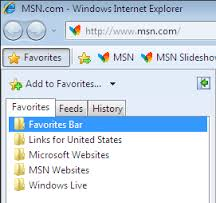 MSN.com - Windows Internet Explorer
http://www.msn.com/
Favorites MSN MSN Slidesho
Add to Favorites...
Favorites Feeds History
Favorites Bar
Links for United States
Microsoft Websites
MSN Websites
Windows Live